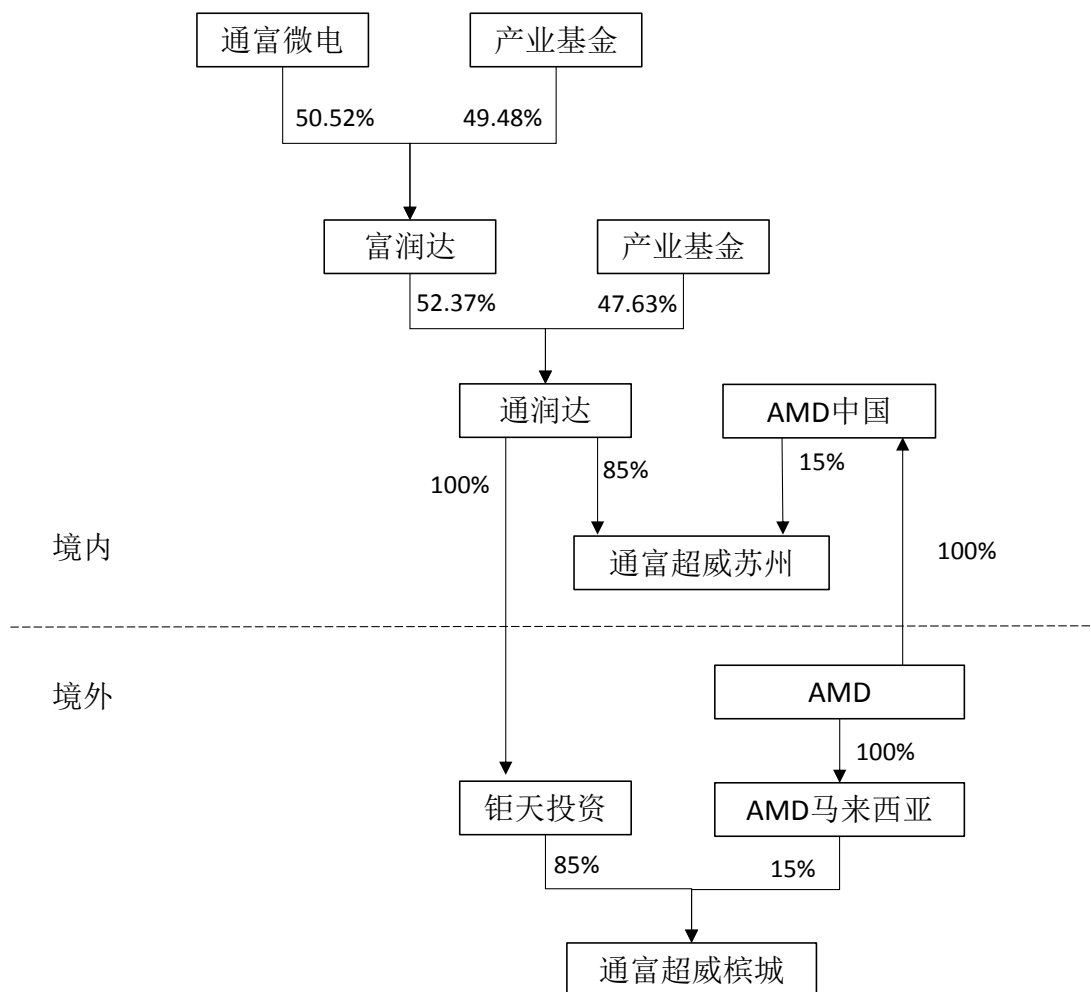 通富微电
产业基金
50.52%
49.48%
富润达
产业基金
52.37%
47.63%
通润达
AMD中国
100%
85%
15%
境内
通富超威苏州
100%
境外
AMD
100%
钜天投资
AMD马来西亚
85%
15%
通富超威槟城